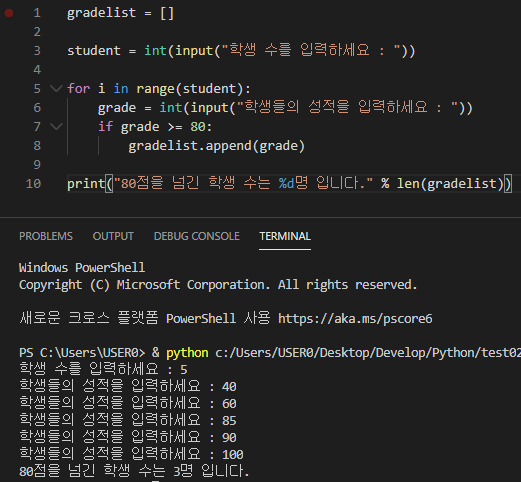 1 gradelist = []
2
3 student = int(input("학생 수를 입력하세요 : "))
4
5 for i in range(student):
6 grade = int(input("학생들의 성적을 입력하세요 : "))
7 if grade >= 80:
8 gradelist.append(grade)
9
10 print("80점을 넘긴 학생 수는 %d명 입니다." % len(gradelist))
PROBLEMS OUTPUT DEBUG CONSOLE TERMINAL
Windows PowerShell
Copyright (C) Microsoft Corporation. All rights reserved.
새로운 크로스 플랫폼 PowerShell 사용 https://aka.ms/pscore6
PS C:\Users\USER0> & python c:/Users/USER0/Desktop/Develop/Python/test02
학생 수를 입력하세요 : 5
학생들의 성적을 입력하세요 : 40
학생들의 성적을 입력하세요 : 60
학생들의 성적을 입력하세요 : 85
학생들의 성적을 입력하세요 : 90
학생들의 성적을 입력하세요 : 100
80점을 넘긴 학생 수는 3명 입니다.